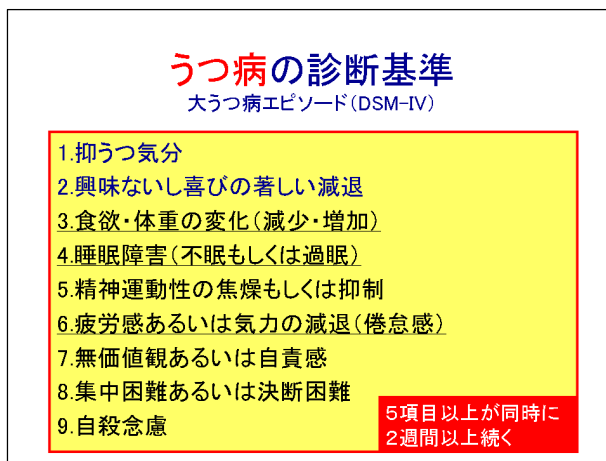 うつ病の診断基準
大うつ病エピソード（DSM-IV）
1.抑うつ気分
2.興味ないし喜びの著しい減退
3.食欲・体重の変化（減少・増加）
4.睡眠障害（不眠もしくは過眠）
5.精神運動性の焦燥もしくは抑制
6.疲労感あるいは気力の減退（倦怠感）
7.無価値観あるいは自責感
8.集中困難あるいは決断困難
9.自殺念慮
5項目以上が同時に
2週間以上続く